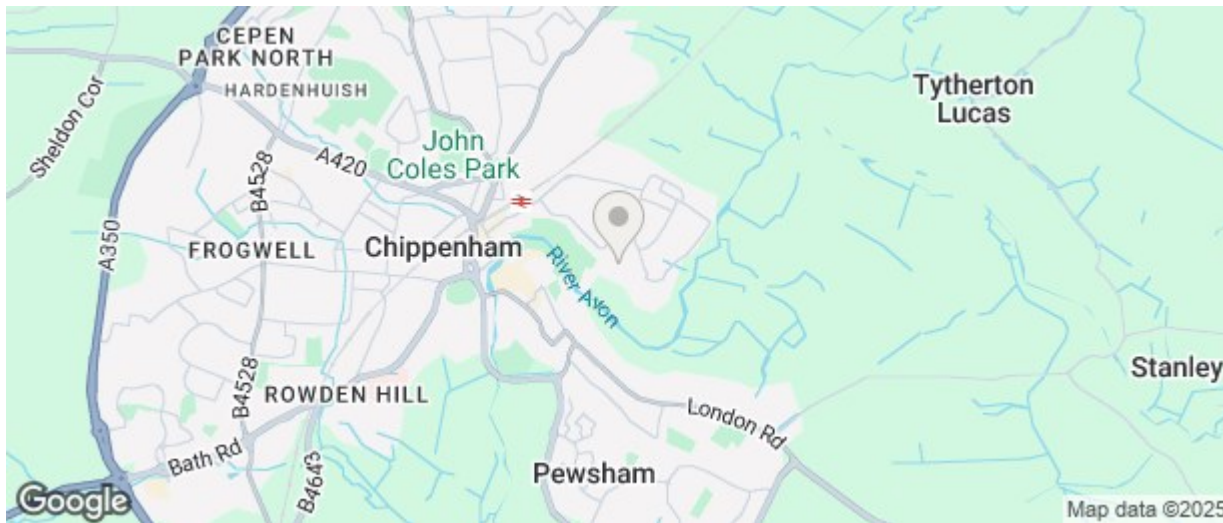 CEPEN
PARK NORTH
HARDENHUISH
Sheldon Cor
A420
B4528
John
Coles Park
Tytherton
Lucas
A350
FROGWELL
Chippenham
River Avon
B4528
ROWDEN HILL
Stanley
London Rd
Bath Rd
B4643
Pewsham
Google
Map data ©2025